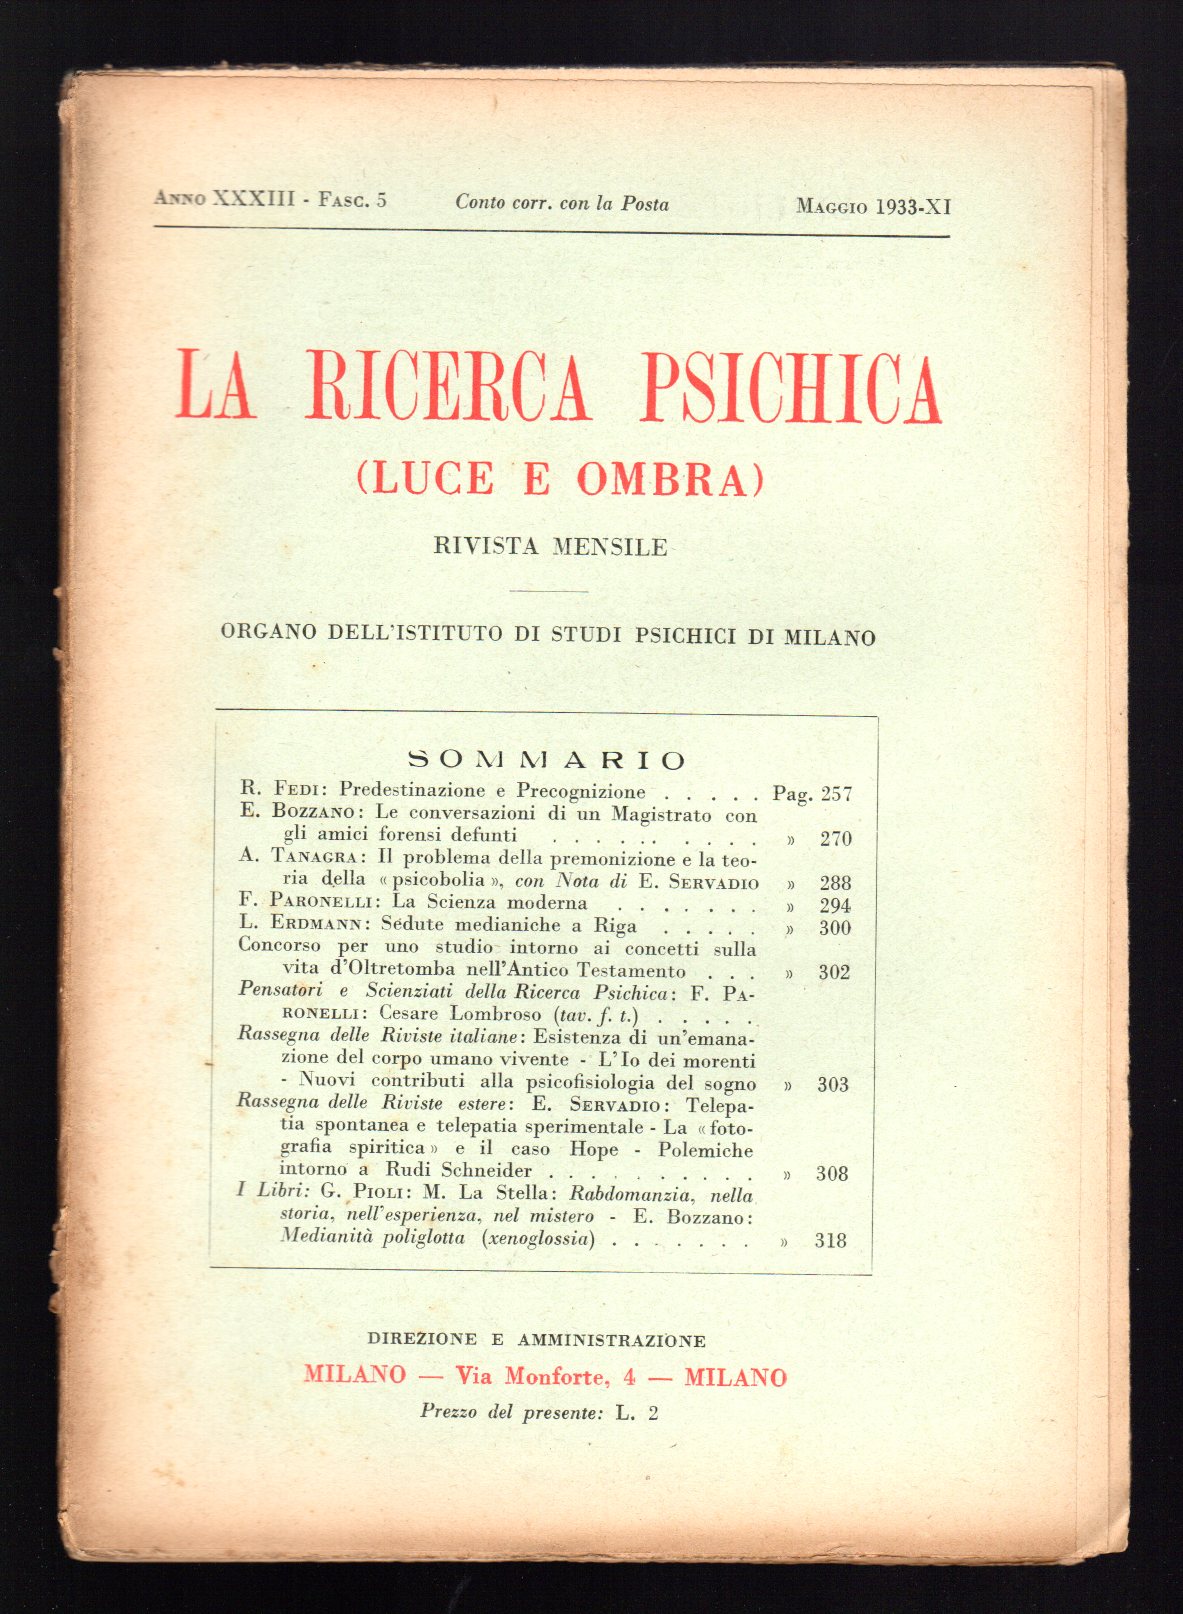 ANNO XXXIII - FASC. 5 Conto corr. con la Posta MAGGIO 1933-XI
LA RICERCA PSICHICA
(LUCE E OMBRA)
RIVISTA MENSILE
ORGANO DELL'ISTITUTO DI STUDI PSICHICI DI MILANO
SOMMARIO
R. FEDI: Predestinazione e Precognizione . . . . . Pag. 257
E. BOZZANO: Le conversazioni di un Magistrato con
gli amici forensi defunti . . . . . . . . . . » 270
A. TANAGRA: Il problema della premonizione e la teo-
ria della «psicobolia», con Nota di E. SERVADIO » 288
F. PARONELLI: La Scienza moderna . . . . . . . » 294
L. ERDMANN: Sedute medianiche a Riga . . . . . » 300
Concorso per uno studio intorno ai concetti sulla
vita d'Oltretomba nell'Antico Testamento . . . » 302
Pensatori e Scienziati della Ricerca Psichica: F. PA-
RONELLI: Cesare Lombroso (tav. f. t.) . . . . .
Rassegna delle Riviste italiane: Esistenza di un'emana-
zione del corpo umano vivente - L'Io dei morenti
- Nuovi contributi alla psicofisiologia del sogno » 303
Rassegna delle Riviste estere: E. SERVADIO: Telepa-
tia spontanea e telepatia sperimentale - La «foto-
grafia spiritica» e il caso Hope - Polemiche
intorno a Rudi Schneider . . . . . . . . . . » 308
I Libri: G. PIOLI: M. La Stella: Rabdomanzia, nella
storia, nell'esperienza, nel mistero - E. Bozzano:
Medianità poliglotta (xenoglossia) . . . . . . . » 318
DIREZIONE E AMMINISTRAZIONE
MILANO — Via Monforte, 4 — MILANO
Prezzo del presente: L. 2